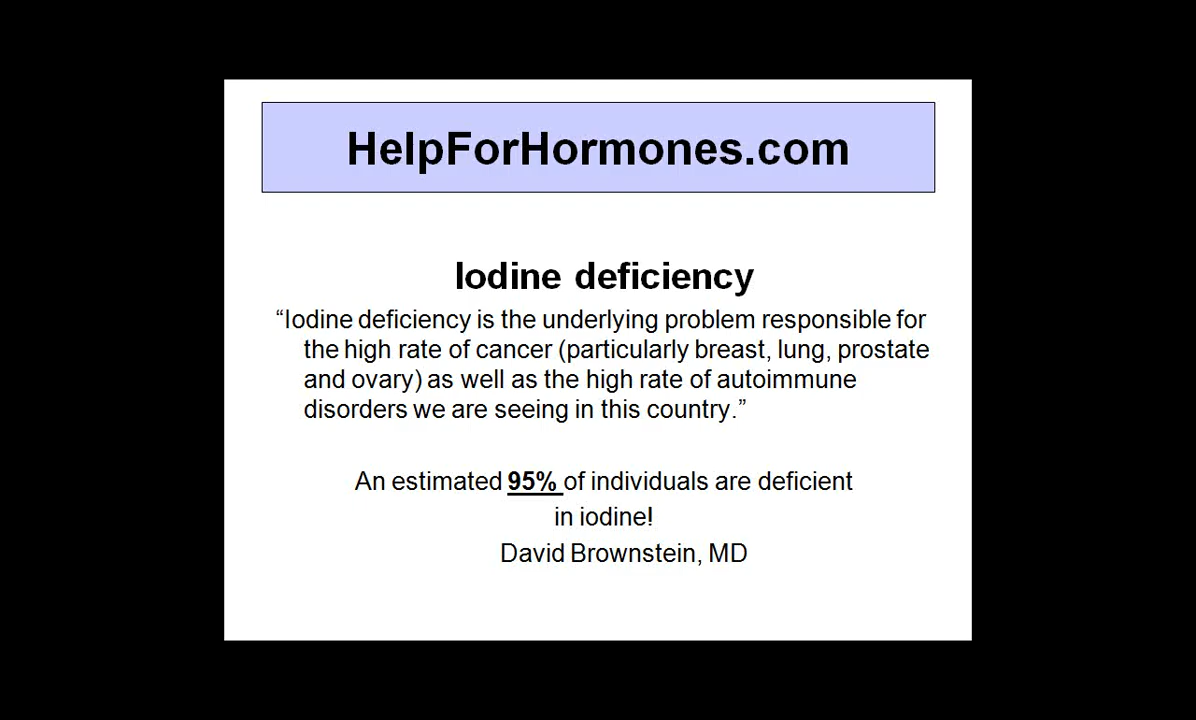 HelpForHormones.com
Iodine deficiency
“Iodine deficiency is the underlying problem responsible for
the high rate of cancer (particularly breast, lung, prostate
and ovary) as well as the high rate of autoimmune
disorders we are seeing in this country.”
An estimated 95% of individuals are deficient
in iodine!
David Brownstein, MD